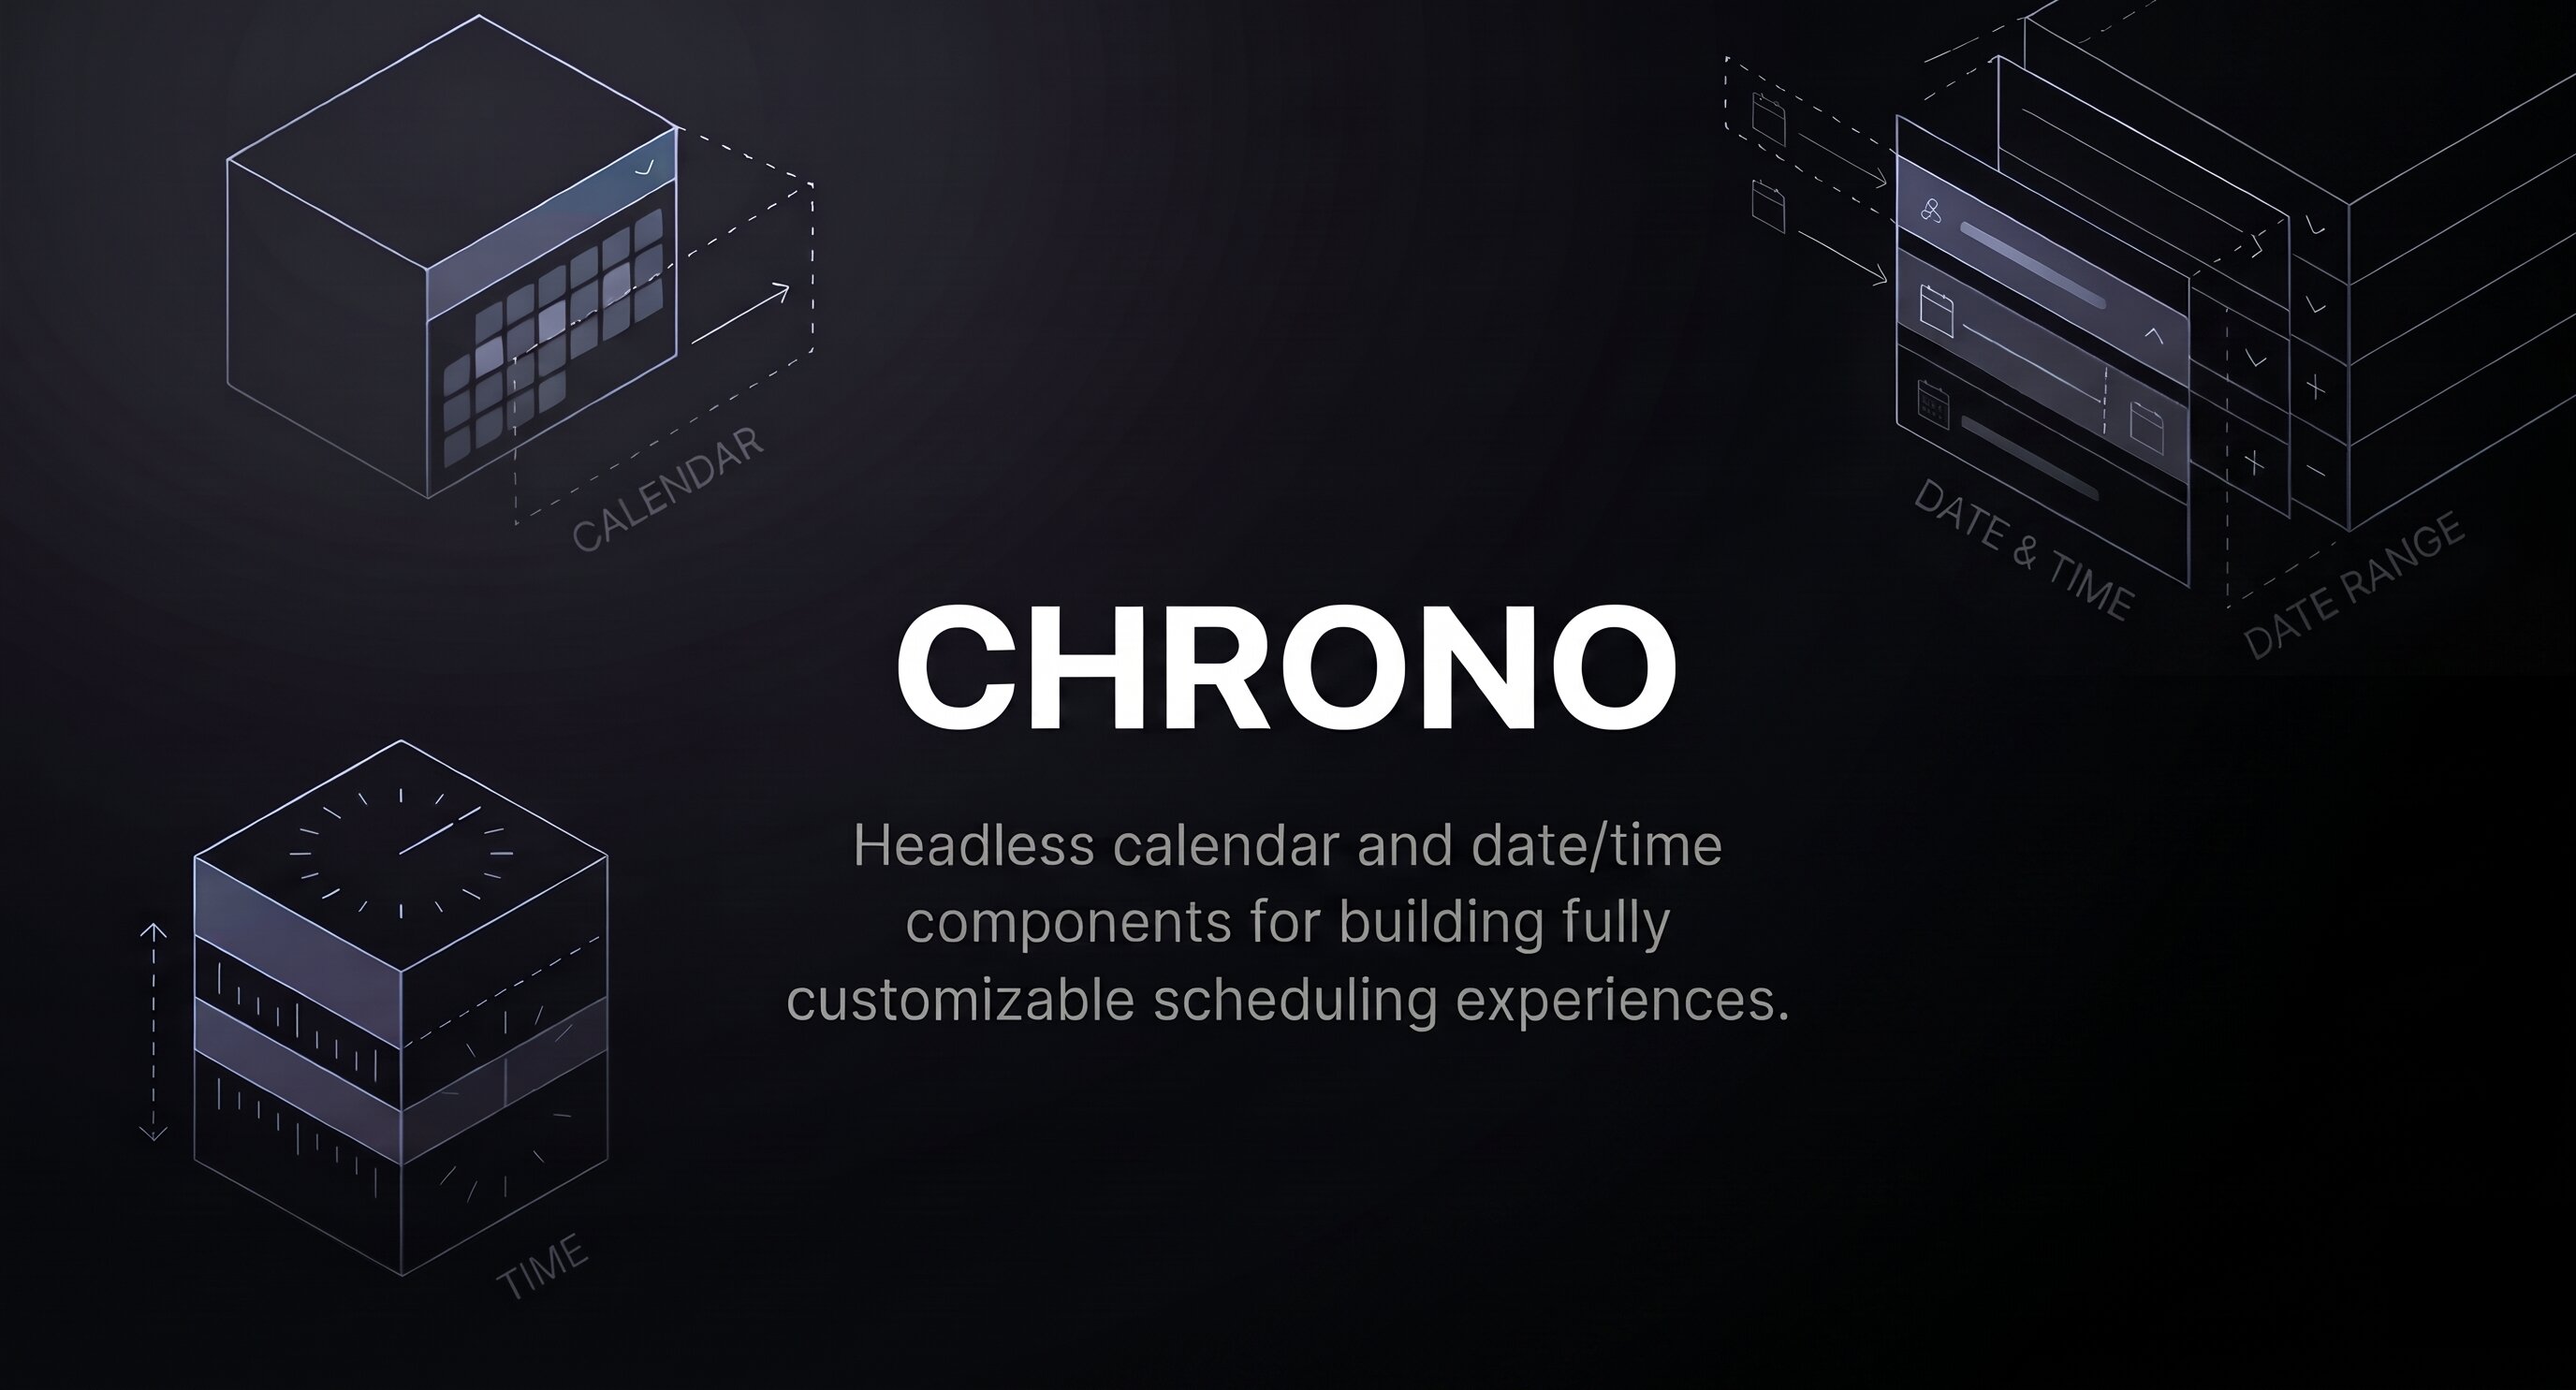 CALENDAR
DATE & TIME
DATE RANGE
CHRONO
Headless calendar and date/time
components for building fully
customizable scheduling experiences.
TIME